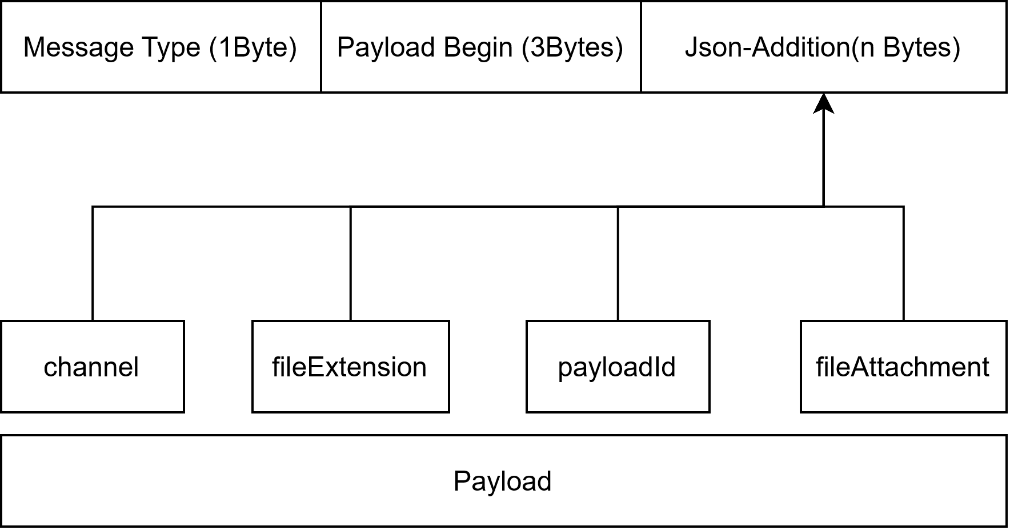 Message Type (1Byte)
Payload Begin (3Bytes)
Json-Addition(n Bytes)
channel
fileExtension
payloadId
fileAttachment
Payload